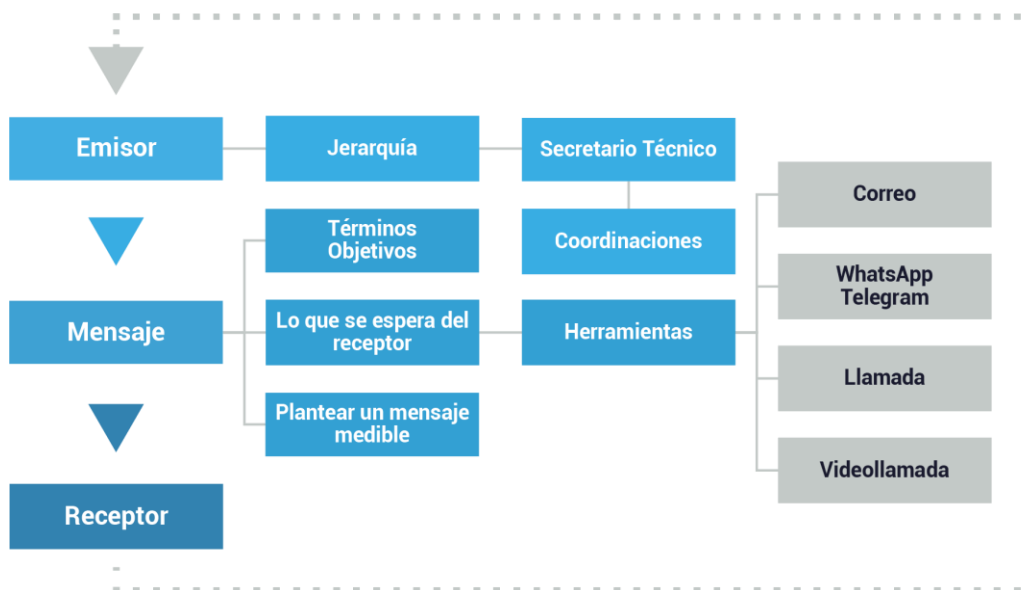 Emisor
Jerarquía
Secretario Técnico
Coordinaciones
Mensaje
Términos
Objetivos
Lo que se espera del
receptor
Plantear un mensaje
medible
Herramientas
Correo
WhatsApp
Telegram
Llamada
Videollamada
Receptor